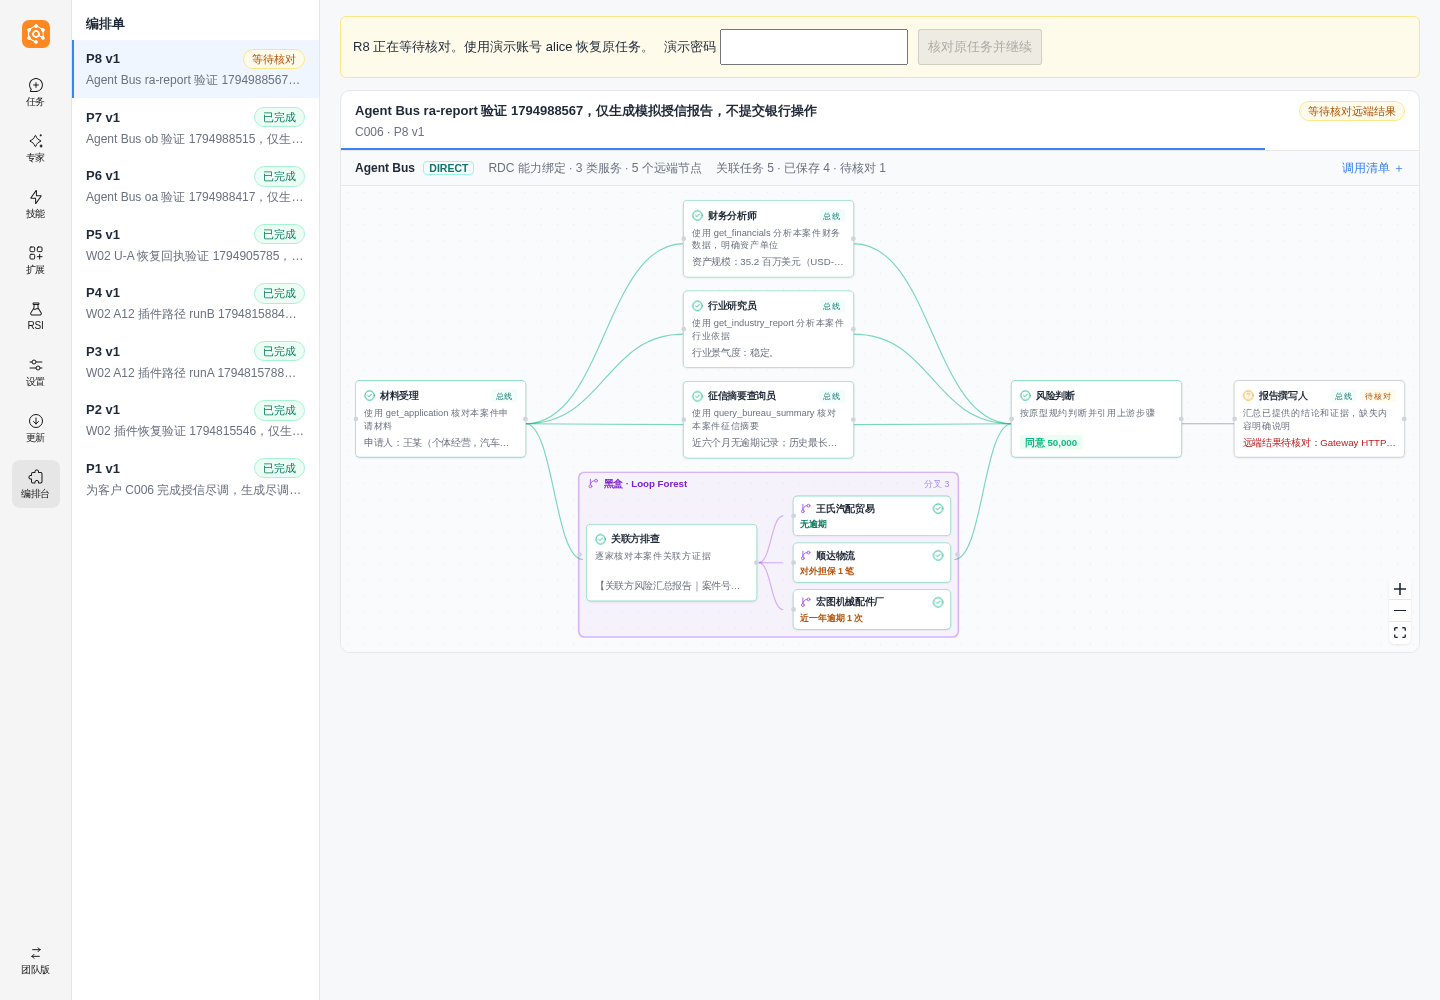 任务
专家
技能
扩展
RSI
设置
更新
编排台
团队版
编排单
P8 v1
等待核对
Agent Bus ra-report 验证 1794988567…
P7 v1
已完成
Agent Bus ob 验证 1794988515，仅生…
P6 v1
已完成
Agent Bus oa 验证 1794988417，仅生…
P5 v1
已完成
W02 U-A 恢复回执验证 1794905785，…
P4 v1
已完成
W02 A12 插件路径 runB 1794815884…
P3 v1
已完成
W02 A12 插件路径 runA 1794815788…
P2 v1
已完成
W02 插件恢复验证 1794815546，仅生…
P1 v1
已完成
为客户 C006 完成授信尽调，生成尽调…
R8 正在等待核对。使用演示账号 alice 恢复原任务。 演示密码
核对原任务并继续
Agent Bus ra-report 验证 1794988567，仅生成模拟授信报告，不提交银行操作
等待核对远端结果
C006 · P8 v1
Agent Bus DIRECT RDC 能力绑定 · 3 类服务 · 5 个远端节点 关联任务 5 · 已保存 4 · 待核对 1
调用清单 +
财务分析师 总线
使用 get_financials 分析本案件财务
数据，明确资产单位
资产规模：35.2 百万美元（USD-…
行业研究员 总线
使用 get_industry_report 分析本案件
行业依据
行业景气度：稳定。
材料受理 总线
使用 get_application 核对本案件申
请材料
申请人：王某（个体经营，汽车…
征信摘要查询员 总线
使用 query_bureau_summary 核对
本案件征信摘要
近六个月无逾期记录；历史最长…
风险判断
按原型规约判断并引用上游步骤
同意 50,000
报告撰写人 总线 待核对
汇总已提供的结论和证据，缺失内
容明确说明
远端结果待核对：Gateway HTTP…
黑盒 · Loop Forest
分叉 3
关联方排查
逐家核对本案件关联方证据
【关联方风险汇总报告｜案件号…
王氏汽配贸易
无逾期
顺达物流
对外担保 1 笔
宏图机械配件厂
近一年逾期 1 次